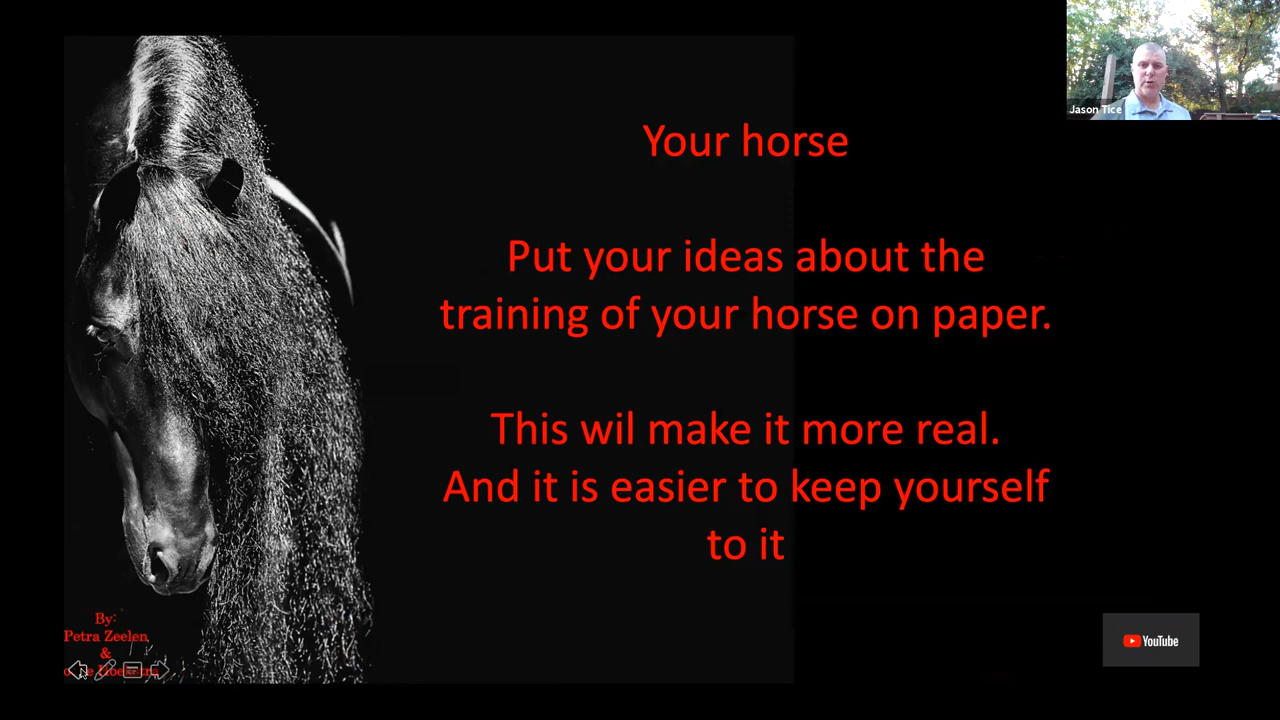 Jason Tice
Your horse
Put your ideas about the
training of your horse on paper.
This wil make it more real.
And it is easier to keep yourself
to it
By:
Petra Zeelen
&
YouTube